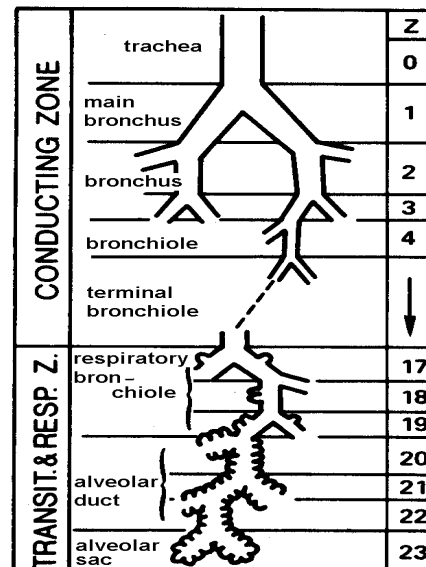 CONDUCTING ZONE
TRANSIT.& RESP. Z.
Z
trachea
0
main
bronchus
1
bronchus
2
3
bronchiole
4
terminal
bronchiole
respiratory
bron-
chiole
17
18
19
alveolar
duct
20
21
22
alveolar
sac
23